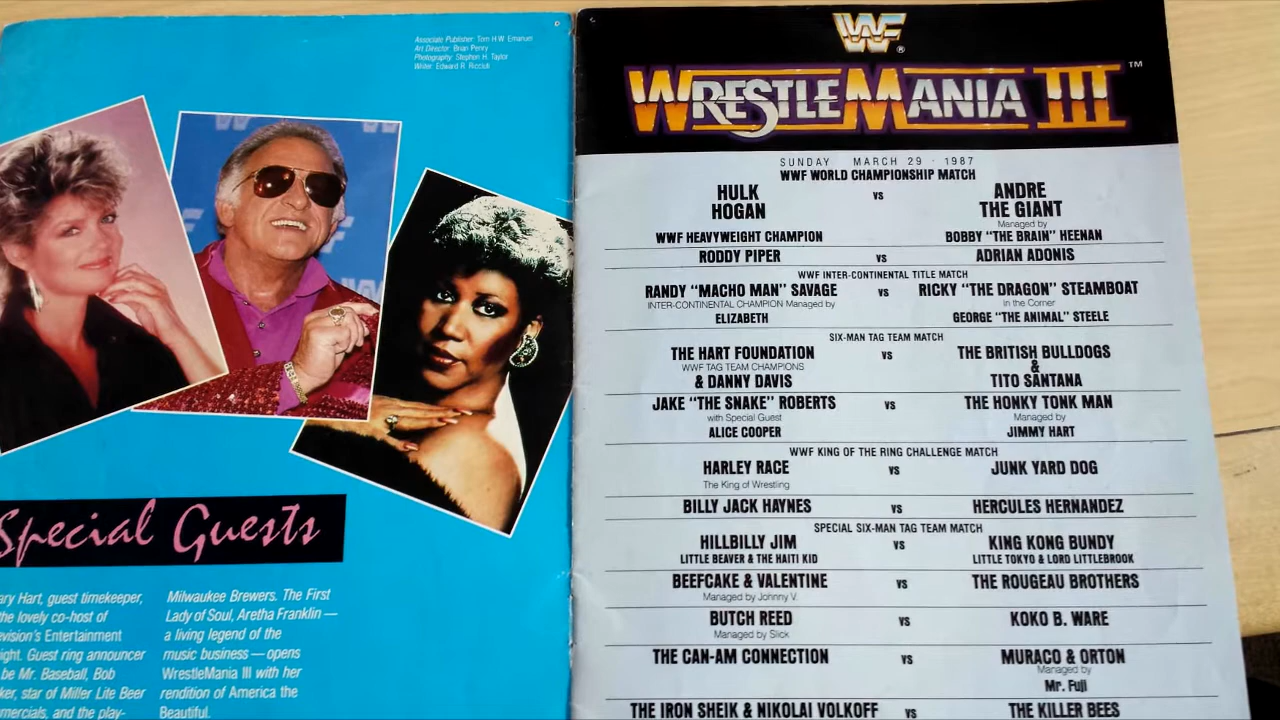 Associate Publisher: Tom H.W. Emanuel
Art Director: Brian Penry
Photography: Stephen H. Taylor
Writer: Edward R. Ricciuti
Special Guests
ary Hart, guest timekeeper,
the lovely co-host of
evision's Entertainment
ight. Guest ring announcer
be Mr. Baseball, Bob
ker, star of Miller Lite Beer
mercials, and the play-
Milwaukee Brewers. The First
Lady of Soul, Aretha Franklin —
a living legend of the
music business — opens
WrestleMania III with her
rendition of America the
Beautiful.
WF ®
WRESTLEMANIA III ™
SUNDAY MARCH 29 · 1987
WWF WORLD CHAMPIONSHIP MATCH
HULK HOGAN vs ANDRE THE GIANT
Managed by
WWF HEAVYWEIGHT CHAMPION BOBBY "THE BRAIN" HEENAN
RODDY PIPER vs ADRIAN ADONIS
WWF INTER-CONTINENTAL TITLE MATCH
RANDY "MACHO MAN" SAVAGE vs RICKY "THE DRAGON" STEAMBOAT
INTER-CONTINENTAL CHAMPION Managed by in the Corner
ELIZABETH GEORGE "THE ANIMAL" STEELE
SIX-MAN TAG TEAM MATCH
THE HART FOUNDATION vs THE BRITISH BULLDOGS
WWF TAG TEAM CHAMPIONS &
& DANNY DAVIS TITO SANTANA
JAKE "THE SNAKE" ROBERTS vs THE HONKY TONK MAN
with Special Guest Managed by
ALICE COOPER JIMMY HART
WWF KING OF THE RING CHALLENGE MATCH
HARLEY RACE vs JUNK YARD DOG
The King of Wrestling
BILLY JACK HAYNES vs HERCULES HERNANDEZ
SPECIAL SIX-MAN TAG TEAM MATCH
HILLBILLY JIM vs KING KONG BUNDY
LITTLE BEAVER & THE HAITI KID LITTLE TOKYO & LORD LITTLEBROOK
BEEFCAKE & VALENTINE vs THE ROUGEAU BROTHERS
Managed by Johnny V.
BUTCH REED vs KOKO B. WARE
Managed by Slick
THE CAN-AM CONNECTION vs MURACO & ORTON
Managed by
Mr. Fuji
THE IRON SHEIK & NIKOLAI VOLKOFF vs THE KILLER BEES